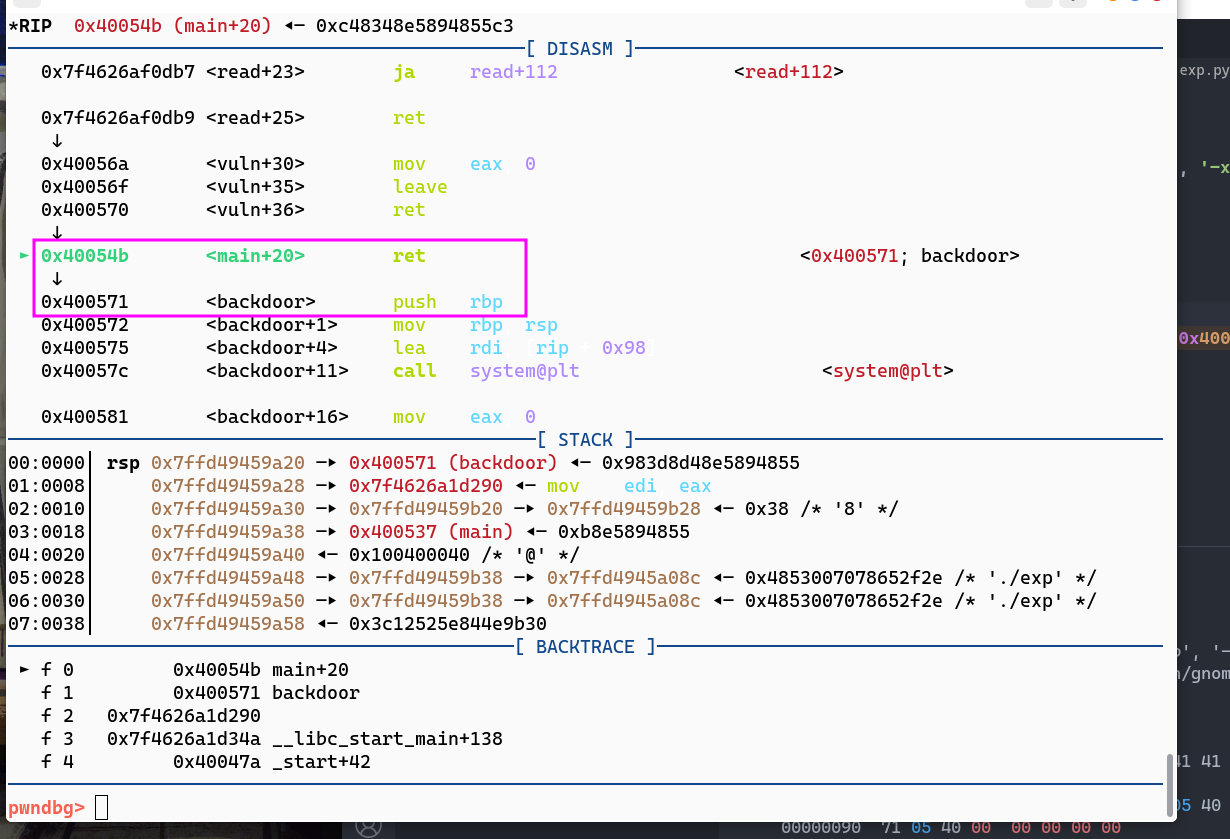 *RIP  0x40054b (main+20) ◂— 0xc48348e5894855c3
[ DISASM ]
0x7f4626af0db7 <read+23>        ja     read+112                <read+112>
0x7f4626af0db9 <read+25>        ret
↓
0x40056a       <vuln+30>        mov    eax  0
0x40056f       <vuln+35>        leave
0x400570       <vuln+36>        ret
↓
► 0x40054b       <main+20>        ret                                  <0x400571; backdoor>
↓
0x400571       <backdoor>       push   rbp
0x400572       <backdoor+1>     mov    rbp  rsp
0x400575       <backdoor+4>     lea    rdi  [rip + 0x98]
0x40057c       <backdoor+11>    call   system@plt                      <system@plt>
0x400581       <backdoor+16>    mov    eax  0
[ STACK ]
00:0000│ rsp 0x7ffd49459a20 —▸ 0x400571 (backdoor) ◂— 0x983d8d48e5894855
01:0008│     0x7ffd49459a28 —▸ 0x7f4626a1d290 ◂— mov    edi  eax
02:0010│     0x7ffd49459a30 —▸ 0x7ffd49459b20 —▸ 0x7ffd49459b28 ◂— 0x38 /* '8' */
03:0018│     0x7ffd49459a38 —▸ 0x400537 (main) ◂— 0xb8e5894855
04:0020│     0x7ffd49459a40 ◂— 0x100400040 /* '@' */
05:0028│     0x7ffd49459a48 —▸ 0x7ffd49459b38 —▸ 0x7ffd4945a08c ◂— 0x4853007078652f2e /* './exp' */
06:0030│     0x7ffd49459a50 —▸ 0x7ffd49459b38 —▸ 0x7ffd4945a08c ◂— 0x4853007078652f2e /* './exp' */
07:0038│     0x7ffd49459a58 ◂— 0x3c12525e844e9b30
[ BACKTRACE ]
► f 0         0x40054b main+20
f 1         0x400571 backdoor
f 2   0x7f4626a1d290
f 3   0x7f4626a1d34a __libc_start_main+138
f 4         0x40047a _start+42
pwndbg>
exp.py
, '-x
0x400
', '-
/gnom
41 41
05 40
00000090  71 05 40 00  00 00 00 00